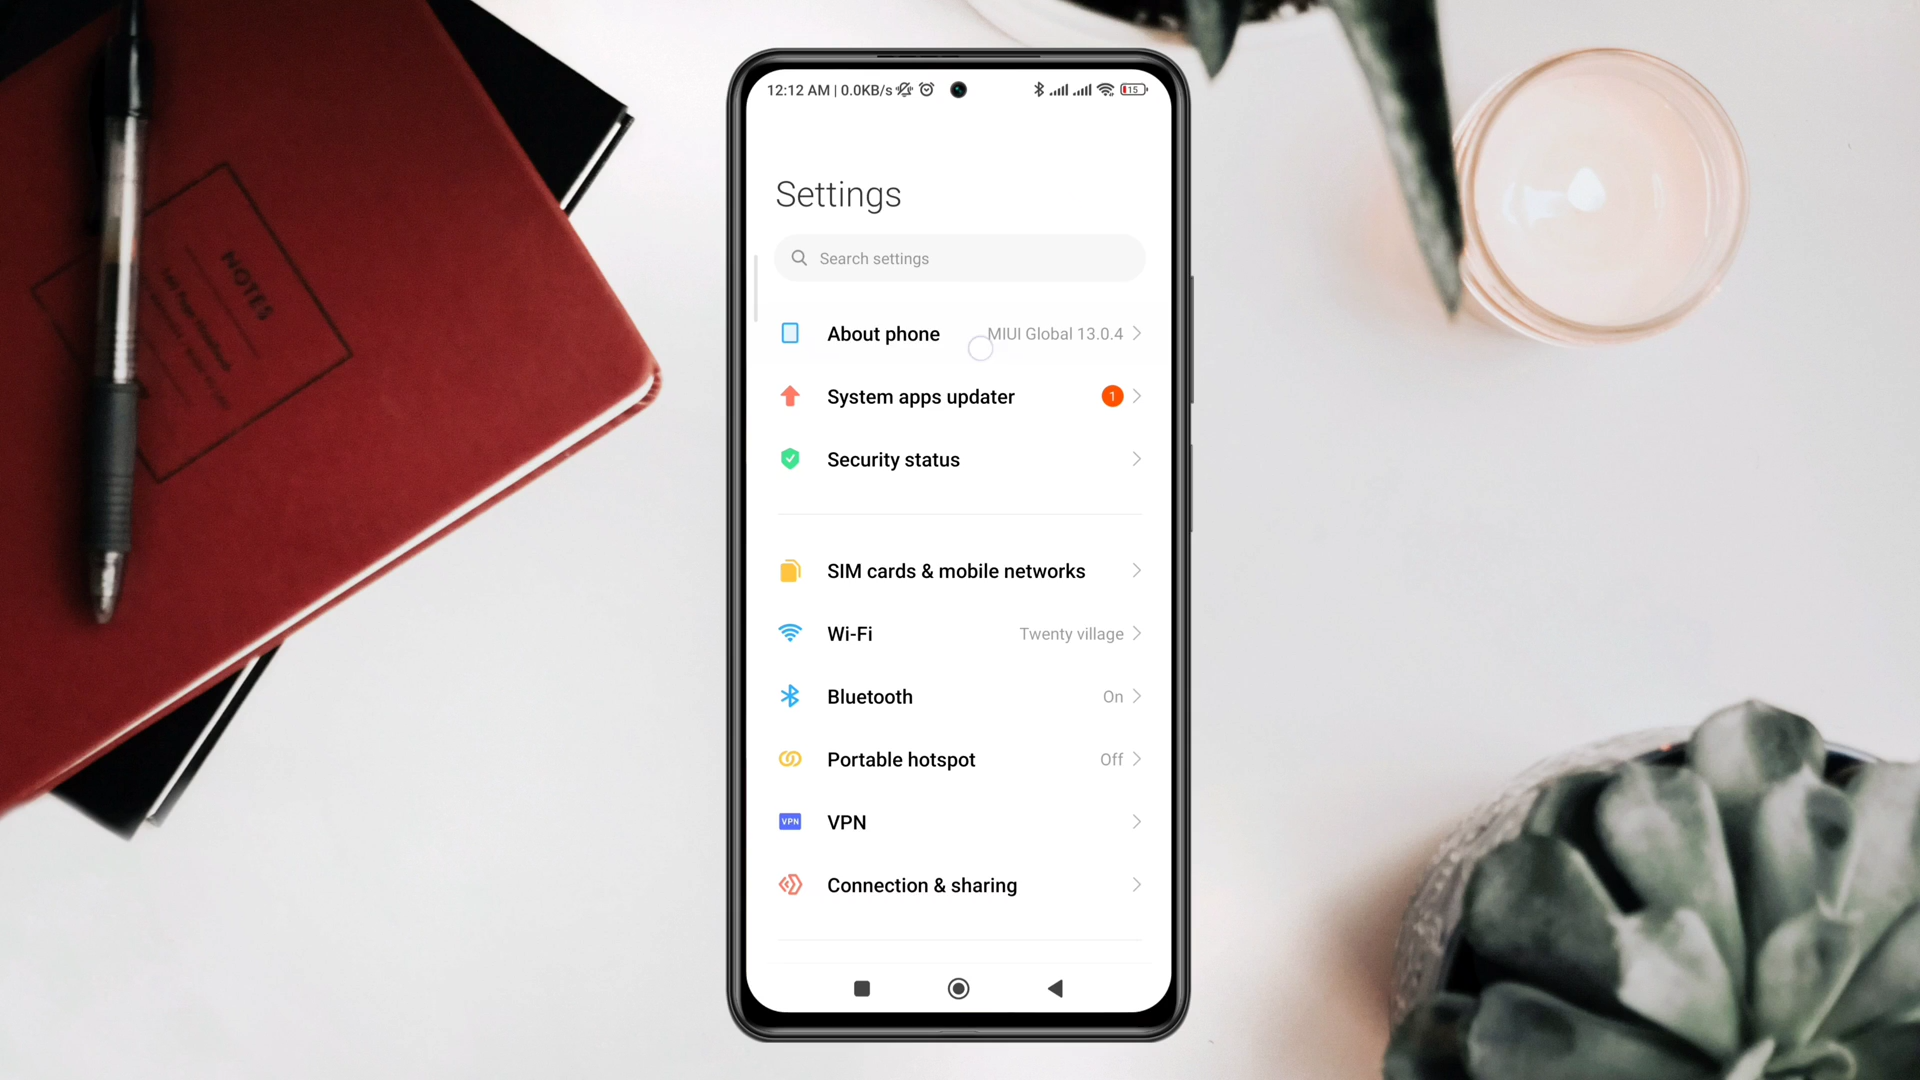 NOTES
12:12 AM | 0.0KB/s
15
Settings
Search settings
About phone MIUI Global 13.0.4
System apps updater 1
Security status
SIM cards & mobile networks
Wi-Fi Twenty village
Bluetooth On
Portable hotspot Off
VPN VPN
Connection & sharing